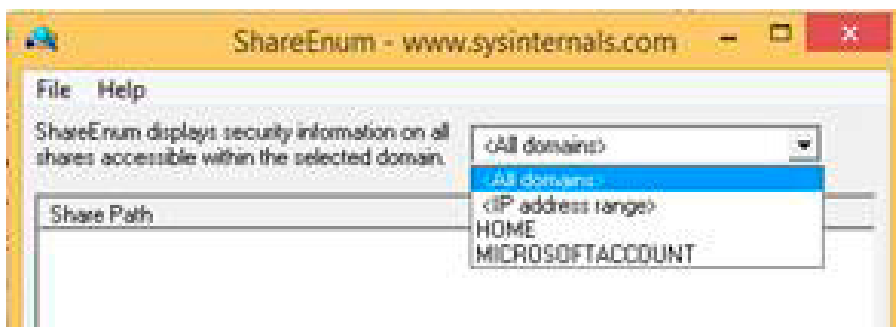 ShareEnum - www.sysinternals.com
File Help
ShareEnum displays security information on all
shares accessible within the selected domain.
<All domains>
<All domains>
<IP address range>
HOME
MICROSOFTACCOUNT
Share Path